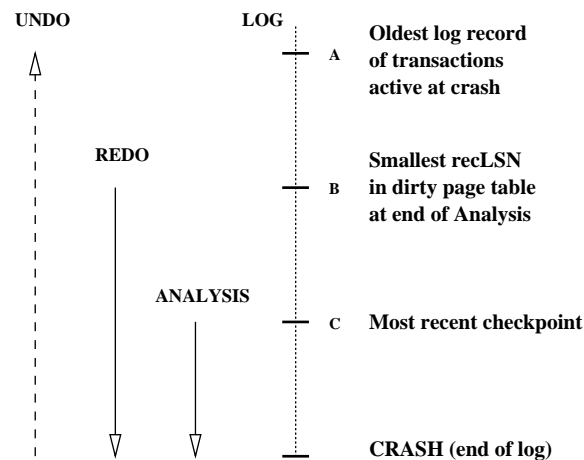 UNDO
LOG
A
Oldest log record
of transactions
active at crash
REDO
B
Smallest recLSN
in dirty page table
at end of Analysis
ANALYSIS
C
Most recent checkpoint
CRASH (end of log)